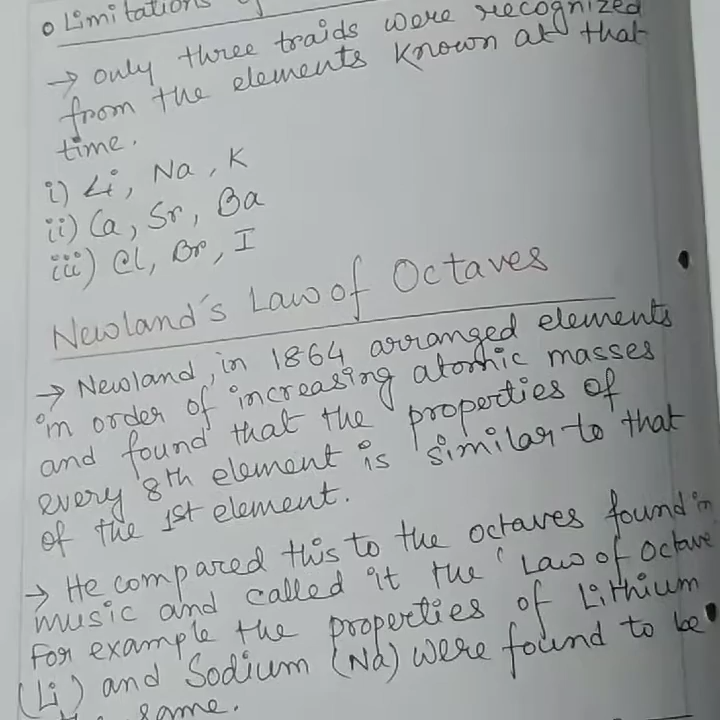 o Limitations
→ only three traids were recognized
from the elements known at that
time.
i) Li, Na, K
ii) Ca, Sr, Ba
iii) Cl, Br, I
Newland's Law of Octaves
→ Newland, in 1864 arranged elements
in order of increasing atomic masses
and found that the properties of
every 8th element is similar to that
of the 1st element.
→ He compared this to the octaves found in
music and called it the 'Law of Octave
For example the properties of Lithium
(Li) and Sodium (Na) were found to be
same.